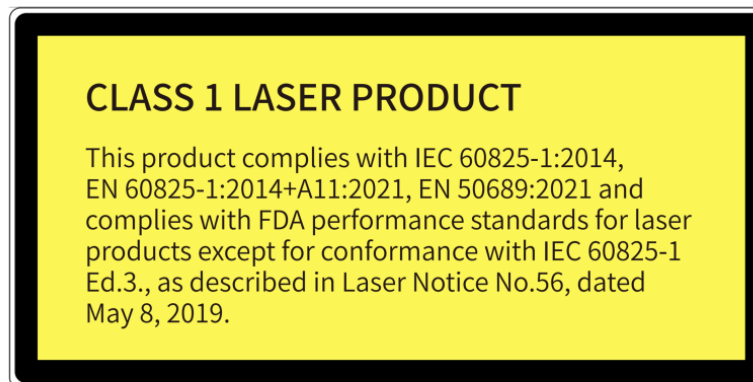 CLASS 1 LASER PRODUCT
This product complies with IEC 60825-1:2014,
EN 60825-1:2014+A11:2021, EN 50689:2021 and
complies with FDA performance standards for laser
products except for conformance with IEC 60825-1
Ed.3., as described in Laser Notice No.56, dated
May 8, 2019.